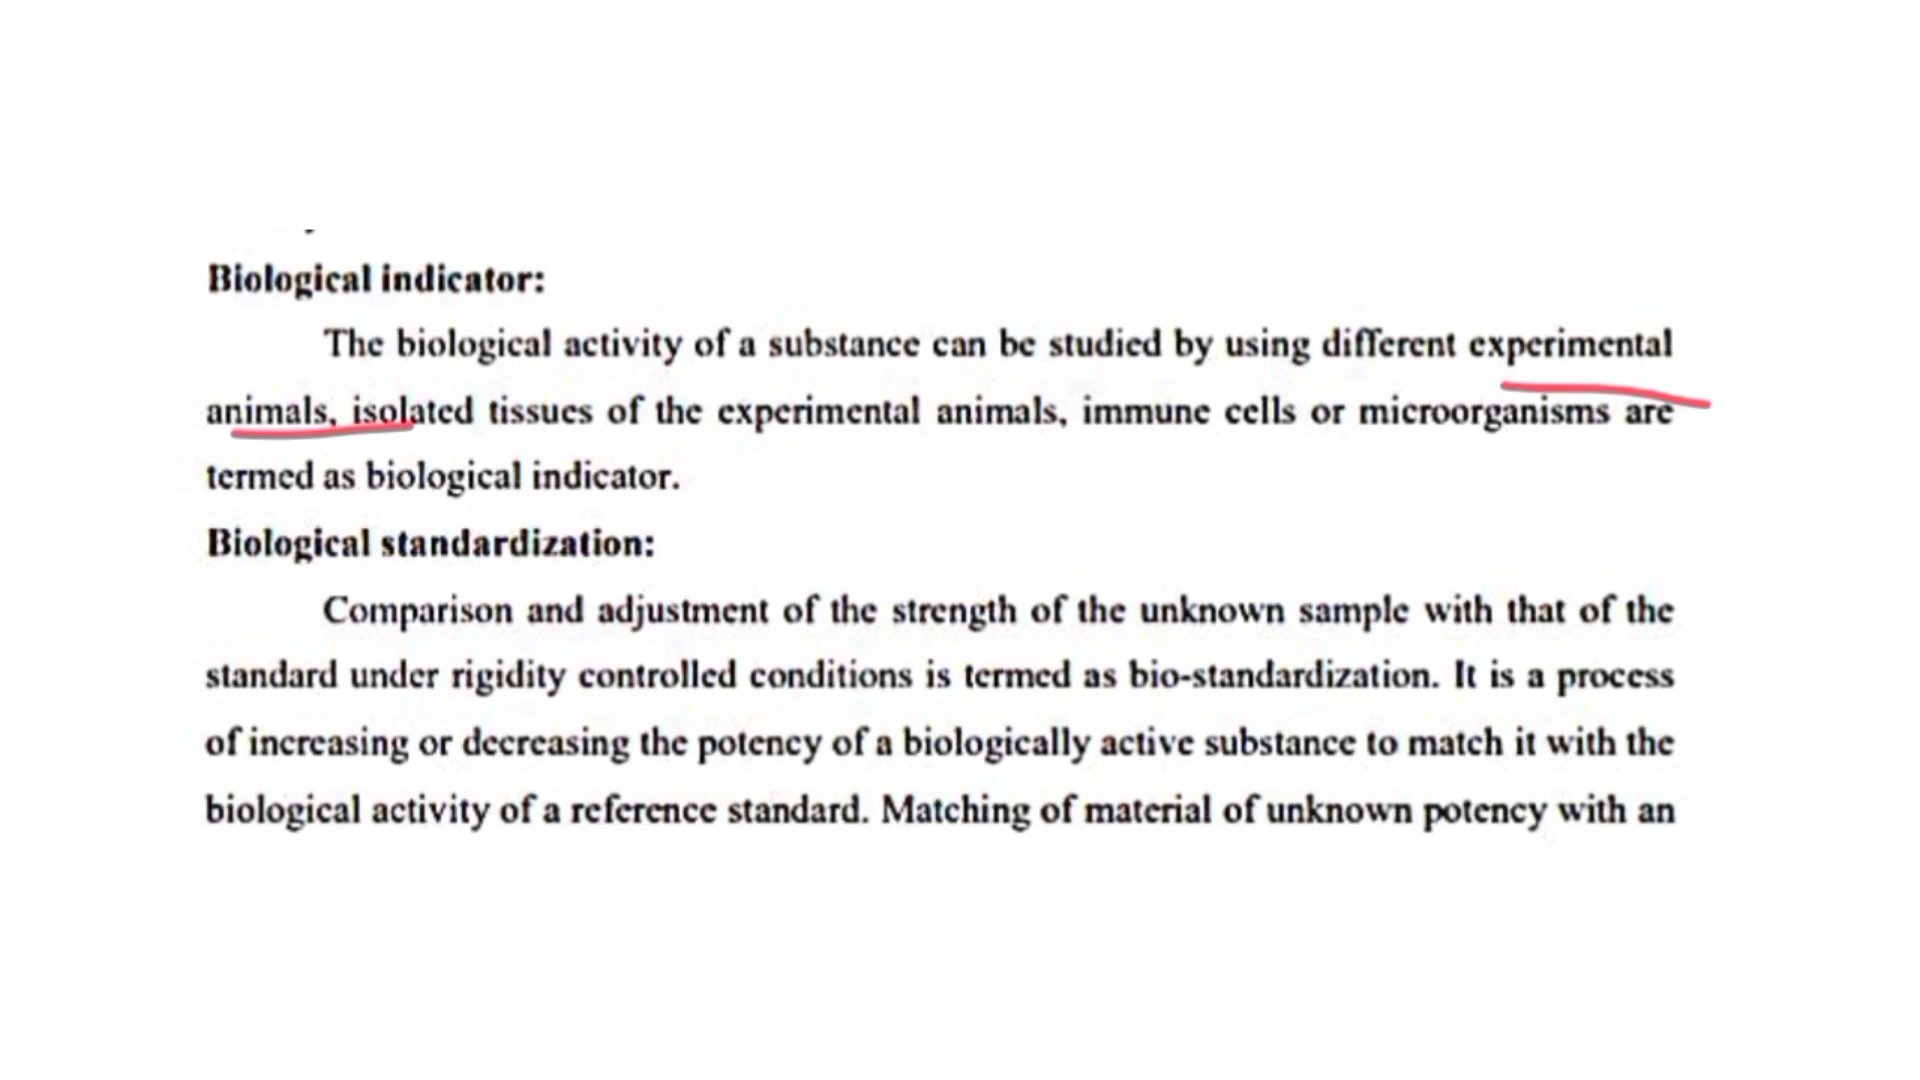 Biological indicator:
The biological activity of a substance can be studied by using different experimental
animals, isolated tissues of the experimental animals, immune cells or microorganisms are
termed as biological indicator.
Biological standardization:
Comparison and adjustment of the strength of the unknown sample with that of the
standard under rigidity controlled conditions is termed as bio-standardization. It is a process
of increasing or decreasing the potency of a biologically active substance to match it with the
biological activity of a reference standard. Matching of material of unknown potency with an